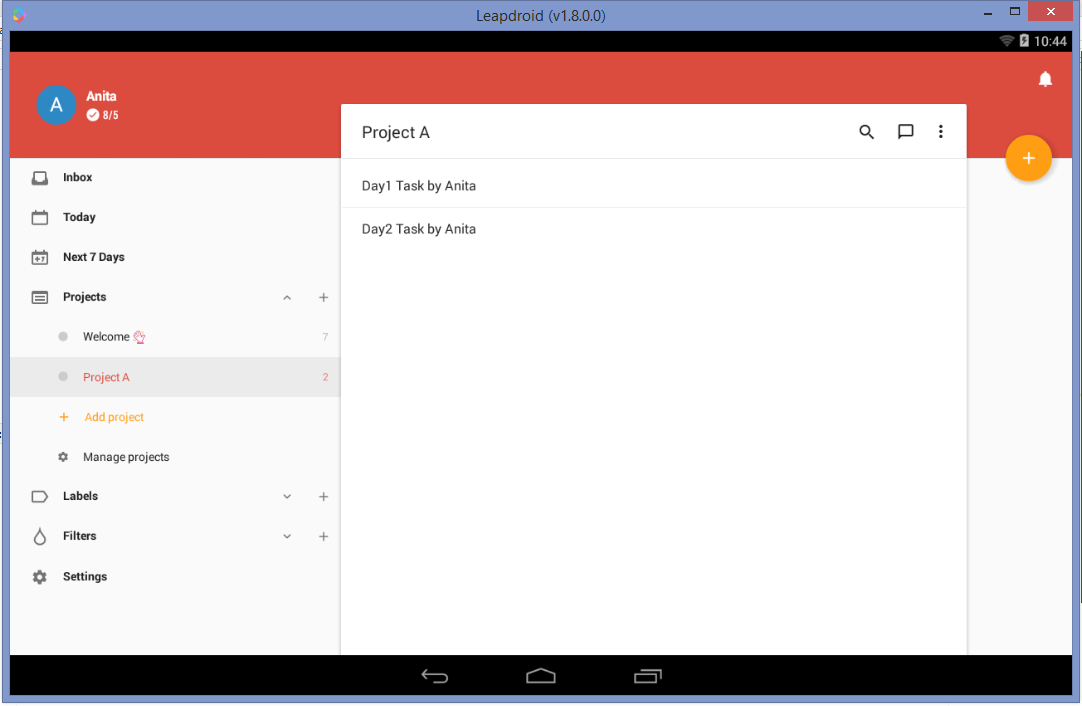 Leapdroid (v1.8.0.0)
10:44
A
Anita
8/5
Project A
Inbox
Day1 Task by Anita
Today
Day2 Task by Anita
Next 7 Days
+7
Projects
Welcome
7
Project A
2
Add project
Manage projects
Labels
Filters
Settings